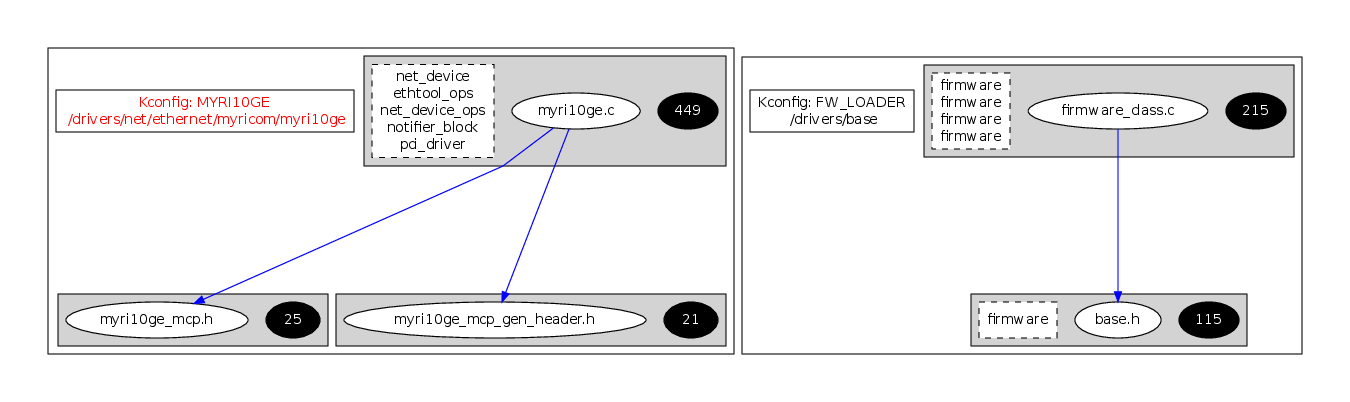 Kconfig: MYRI10GE
/drivers/net/ethernet/myricom/myri10ge
net_device
ethtool_ops
net_device_ops
notifier_block
pci_driver
myri10ge.c
449
myri10ge_mcp.h
25
myri10ge_mcp_gen_header.h
21
Kconfig: FW_LOADER
/drivers/base
firmware
firmware
firmware
firmware
firmware_class.c
215
firmware
base.h
115